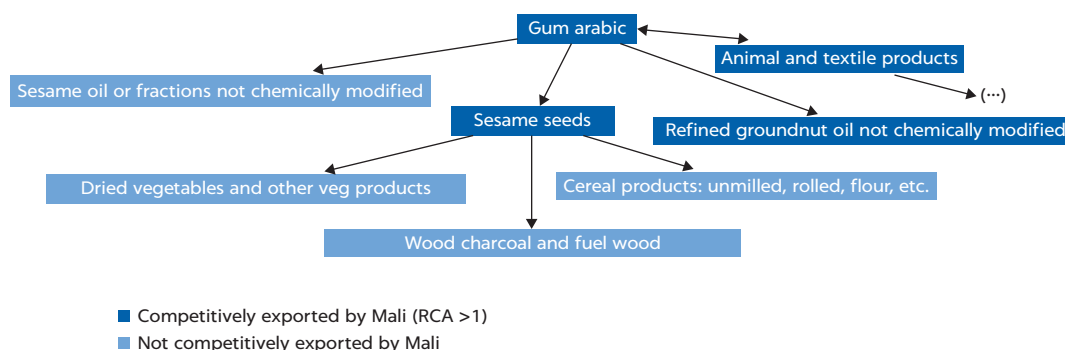 Gum arabic
Animal and textile products
Sesame oil or fractions not chemically modified
(...)
Sesame seeds
Refined groundnut oil not chemically modified
Dried vegetables and other veg products
Cereal products: unmilled, rolled, flour, etc.
Wood charcoal and fuel wood
Competitively exported by Mali (RCA >1)
Not competitively exported by Mali